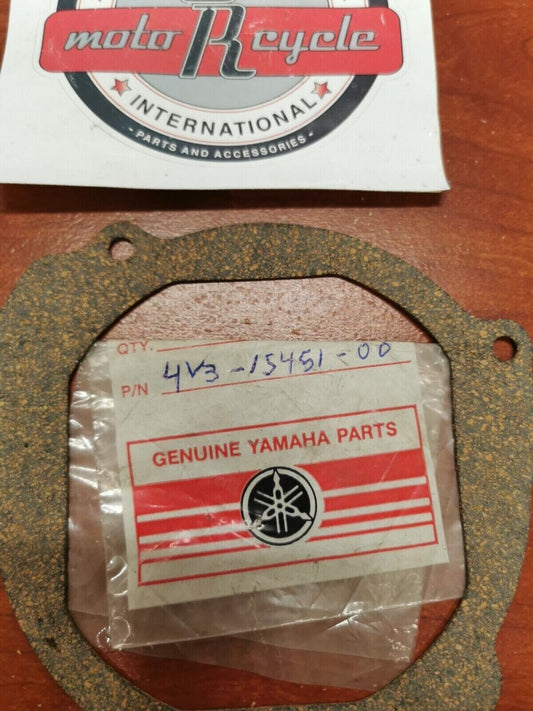 moto R cycle
INTERNATIONAL
- PARTS AND ACCESSORIES -
QTY.
P/N 4V3-15451-00
GENUINE YAMAHA PARTS